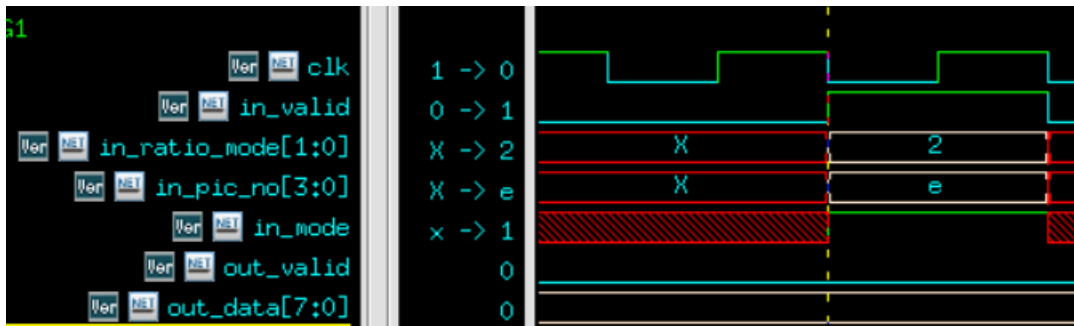 G1
Ver NET clk 1 -> 0
Ver NET in_valid 0 -> 1
Ver NET in_ratio_mode[1:0] X -> 2 X 2
Ver NET in_pic_no[3:0] X -> e X e
Ver NET in_mode x -> 1
Ver NET out_valid 0
Ver NET out_data[7:0] 0